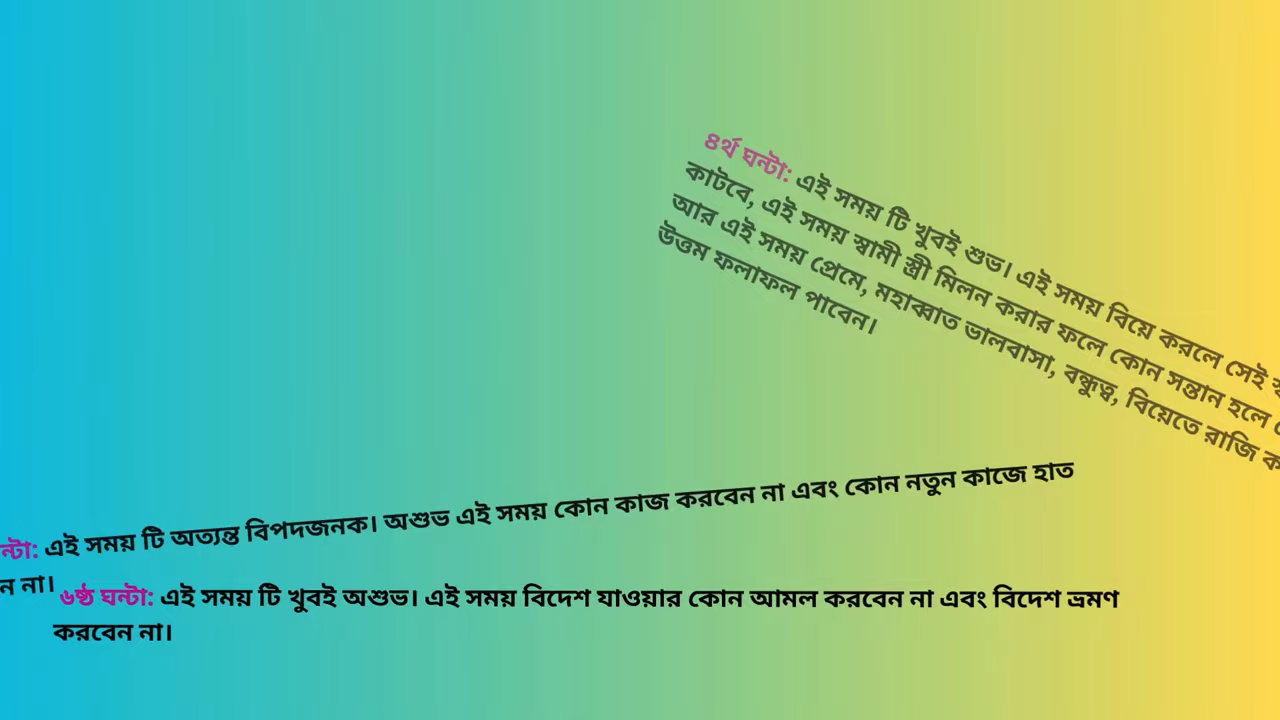 ৪র্থ ঘন্টা: এই সময় টি খুবই শুভ। এই সময় বিয়ে করলে সেই
কাটবে, এই সময় স্বামী স্ত্রী মিলন করার ফলে কোন সন্তান হলে
আর এই সময় প্রেমে, মহাব্বাত ভালবাসা, বন্ধুত্ব, বিয়েতে রাজি
উত্তম ফলাফল পাবেন।
ন্টা: এই সময় টি অত্যন্ত বিপদজনক। অশুভ এই সময় কোন কাজ করবেন না এবং কোন নতুন কাজে হাত
ন না।
৬ষ্ঠ ঘন্টা: এই সময় টি খুবই অশুভ। এই সময় বিদেশ যাওয়ার কোন আমল করবেন না এবং বিদেশ ভ্রমণ
করবেন না।